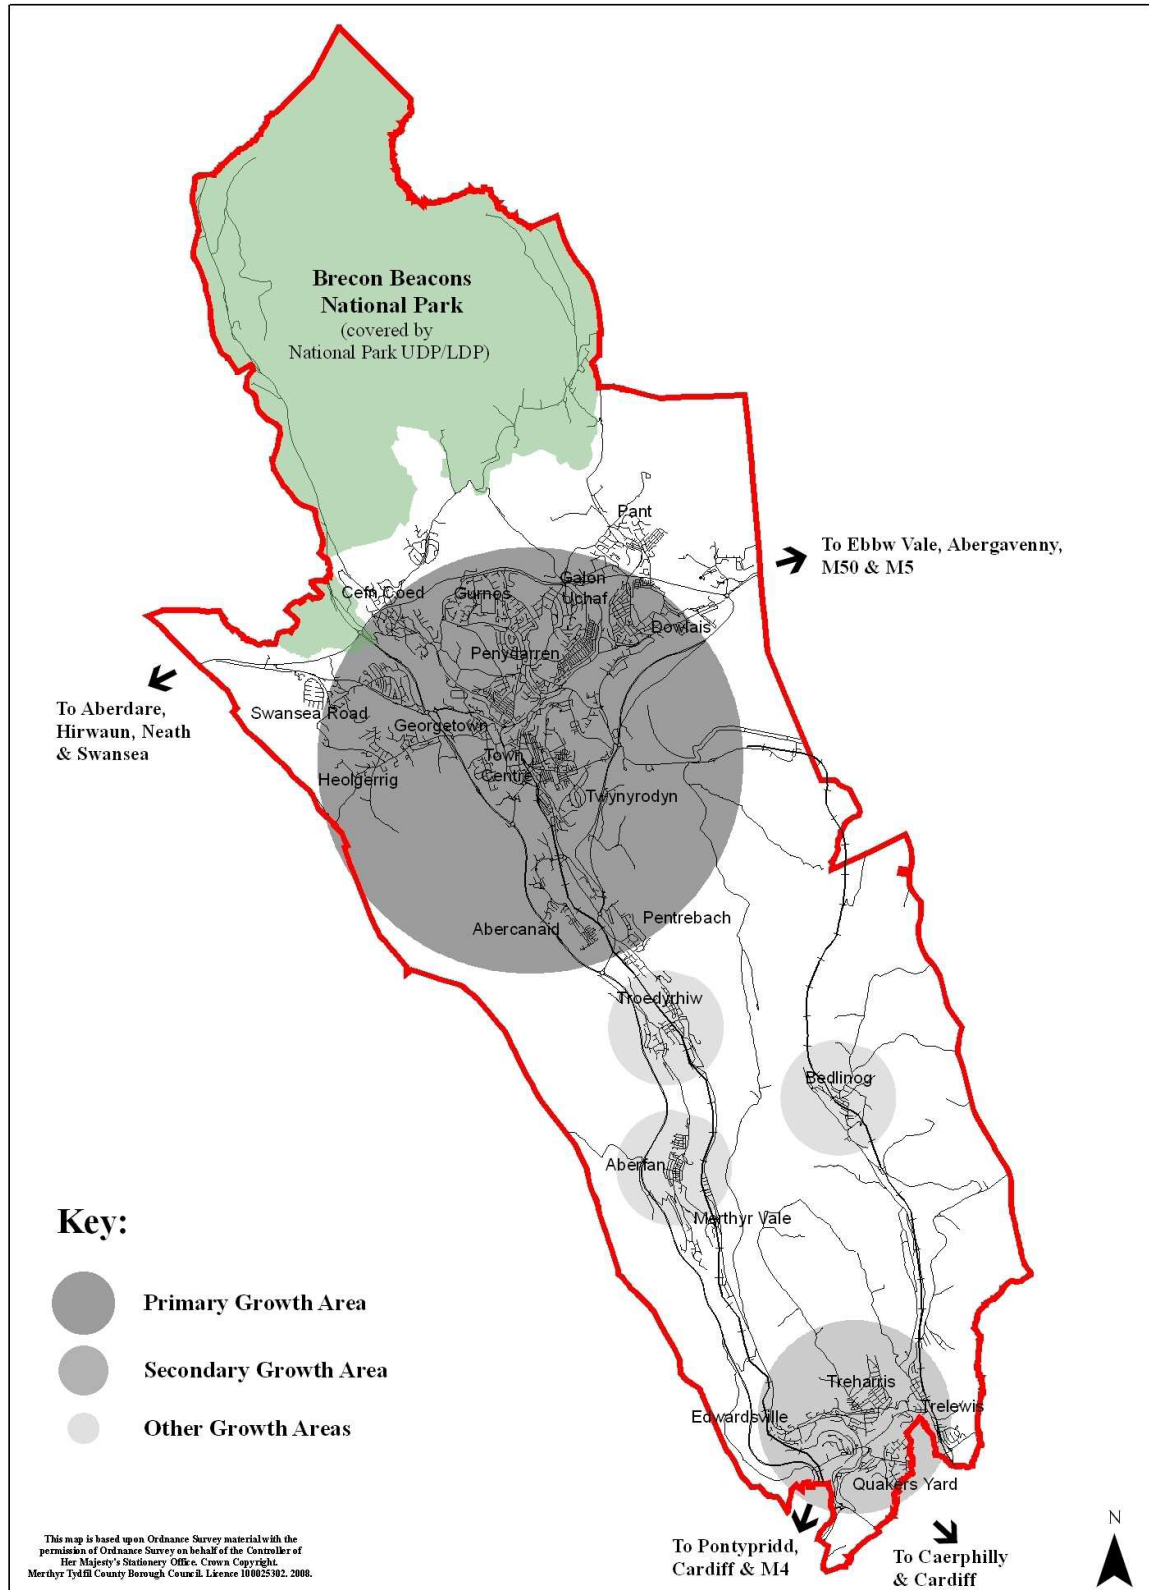 Brecon Beacons
National Park
(covered by
National Park UDP/LDP)
Pant
To Ebbw Vale, Abergavenny,
M50 & M5
Cefn Coed
Gurnos
Galon
Uchaf
Dowlais
Penydarren
To Aberdare,
Hirwaun, Neath
& Swansea
Swansea Road
Georgetown
Town
Centre
Heolgerrig
Twynyrodyn
Abercanaid
Pentrebach
Troedyrhiw
Bedlinog
Aberfan
Merthyr Vale
Key:
Primary Growth Area
Secondary Growth Area
Other Growth Areas
Treharris
Trelewis
Edwardsville
Quakers Yard
To Pontypridd,
Cardiff & M4
To Caerphilly
& Cardiff
N
This map is based upon Ordnance Survey material with the
permission of Ordnance Survey on behalf of the Controller of
Her Majesty's Stationery Office. Crown Copyright.
Merthyr Tydfil County Borough Council. Licence 100025302. 2008.